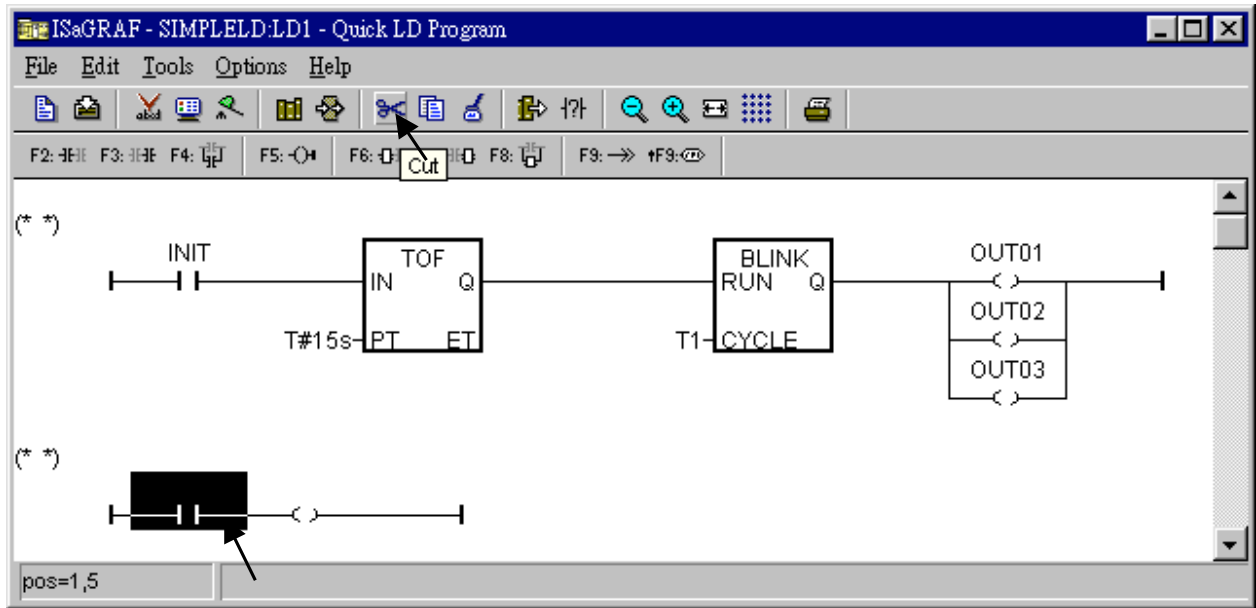 ISaGRAF - SIMPLELD:LD1 - Quick LD Program
File Edit Tools Options Help
F2: F3: F4: F5: F6: F8: F9: F9:
Cut
(* *)
INIT
TOF
IN Q
T#15s PT ET
BLINK
RUN Q
T1 CYCLE
OUT01
OUT02
OUT03
(* *)
pos=1,5